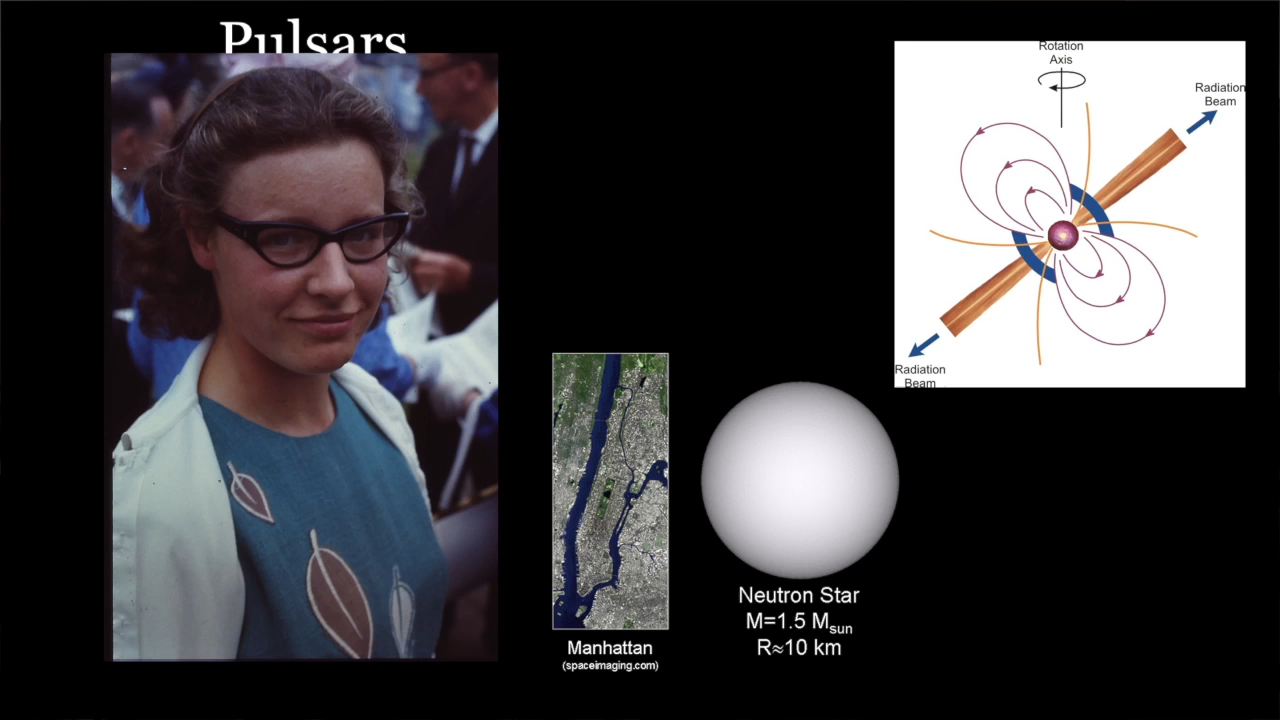 Pulsars
Rotation
Axis
Radiation
Beam
Radiation
Beam
Manhattan
(spaceimaging.com)
Neutron Star
M=1.5 Msun
R≈10 km